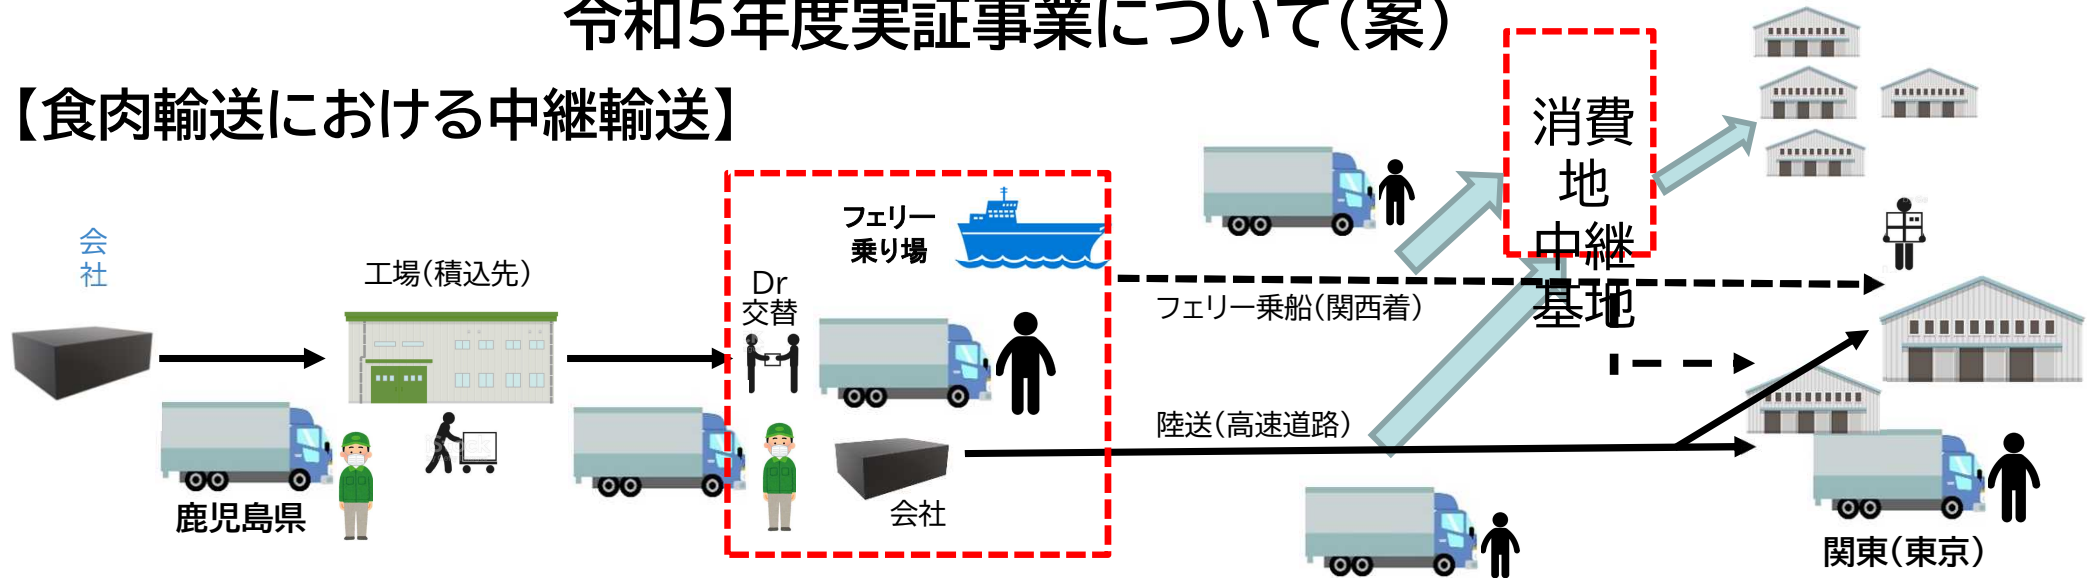 令和5年度実証事業について(案)
【食肉輸送における中継輸送】
会
社
工場(積込先)
鹿児島県
Dr
交替
フェリー
乗り場
会社
フェリー乗船(関西着)
陸送(高速道路)
消費
地
中継
基地
関東(東京)